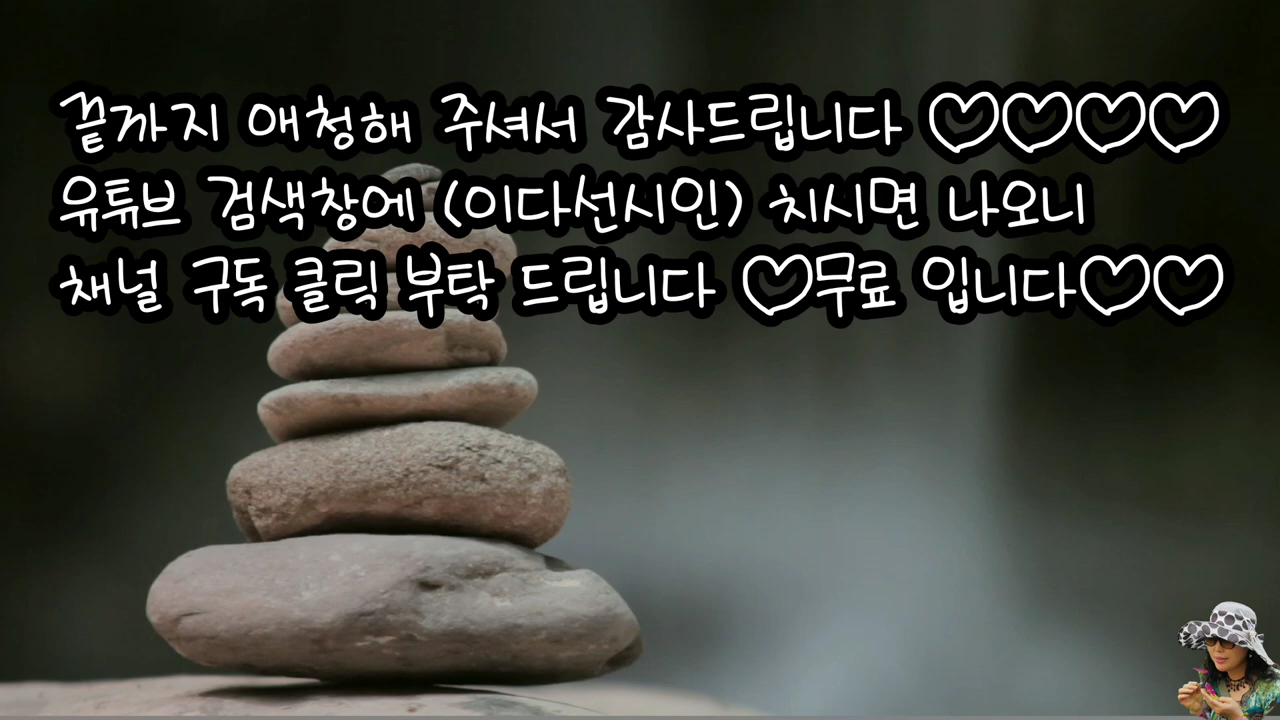 끝까지 애청해 주셔서 감사드립니다 ♡♡♡♡
유튜브 검색창에 (이다선시인) 치시면 나오니
채널 구독 클릭 부탁 드립니다 ♡무료 입니다♡♡